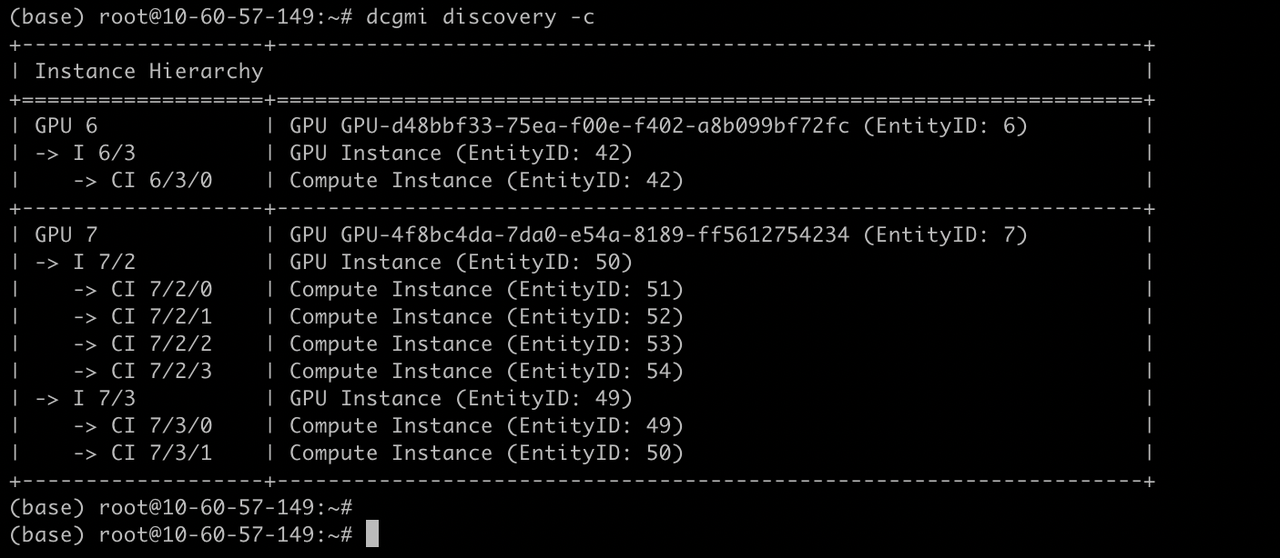 (base) root@10-60-57-149:~# dcgmi discovery -c
+-------------------+--------------------------------------------------------------------+
| Instance Hierarchy                                                                     |
+===================+====================================================================+
| GPU 6             | GPU GPU-d48bbf33-75ea-f00e-f402-a8b099bf72fc (EntityID: 6)         |
| -> I 6/3          | GPU Instance (EntityID: 42)                                        |
|    -> CI 6/3/0    | Compute Instance (EntityID: 42)                                    |
+-------------------+--------------------------------------------------------------------+
| GPU 7             | GPU GPU-4f8bc4da-7da0-e54a-8189-ff5612754234 (EntityID: 7)         |
| -> I 7/2          | GPU Instance (EntityID: 50)                                        |
|    -> CI 7/2/0    | Compute Instance (EntityID: 51)                                    |
|    -> CI 7/2/1    | Compute Instance (EntityID: 52)                                    |
|    -> CI 7/2/2    | Compute Instance (EntityID: 53)                                    |
|    -> CI 7/2/3    | Compute Instance (EntityID: 54)                                    |
| -> I 7/3          | GPU Instance (EntityID: 49)                                        |
|    -> CI 7/3/0    | Compute Instance (EntityID: 49)                                    |
|    -> CI 7/3/1    | Compute Instance (EntityID: 50)                                    |
+-------------------+--------------------------------------------------------------------+
(base) root@10-60-57-149:~#
(base) root@10-60-57-149:~#